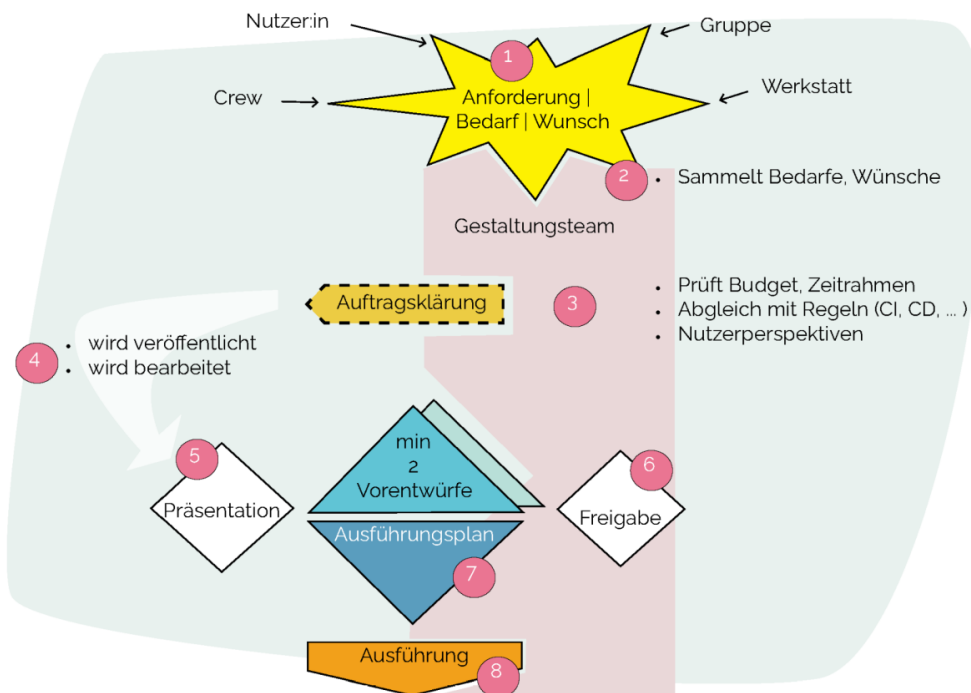 Nutzer:in
Gruppe
1
Crew
Anforderung |
Bedarf | Wunsch
Werkstatt
2
• Sammelt Bedarfe, Wünsche
Gestaltungsteam
Auftragsklärung
3
• Prüft Budget, Zeitrahmen
• Abgleich mit Regeln (CI, CD, ... )
• Nutzerperspektiven
4
• wird veröffentlicht
• wird bearbeitet
5
Präsentation
min
2
Vorentwürfe
6
Freigabe
Ausführungsplan
7
Ausführung
8